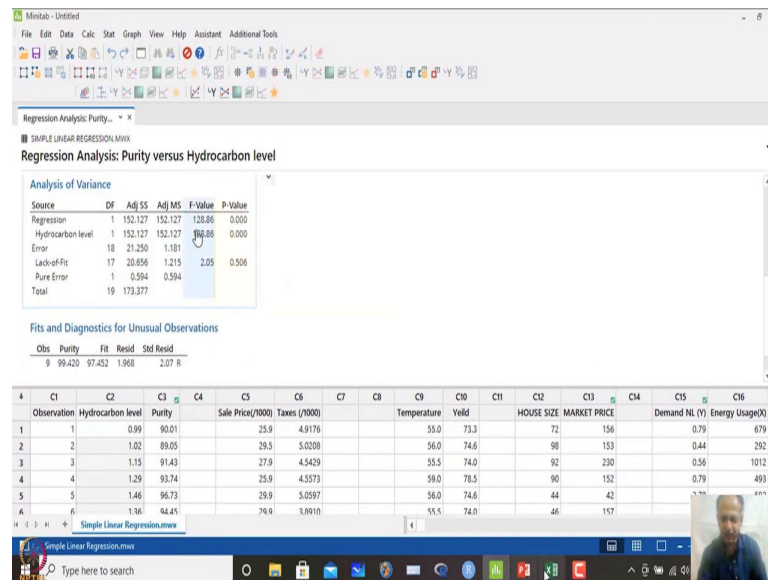 Minitab - Untitled
File Edit Data Calc Stat Graph View Help Assistant Additional Tools
Regression Analysis: Purity...
SIMPLE LINEAR REGRESSION.MWX
Regression Analysis: Purity versus Hydrocarbon level
Analysis of Variance
Source DF Adj SS Adj MS F-Value P-Value
Regression 1 152.127 152.127 128.86 0.000
Hydrocarbon level 1 152.127 152.127 128.86 0.000
Error 18 21.250 1.181
Lack-of-Fit 17 20.656 1.215 2.05 0.506
Pure Error 1 0.594 0.594
Total 19 173.377
Fits and Diagnostics for Unusual Observations
Obs Purity Fit Resid Std Resid
9 99.420 97.452 1.968 2.07 R
C1 C2 C3 C4 C5 C6 C7 C8 C9 C10 C11 C12 C13 C14 C15 C16
Observation Hydrocarbon level Purity Sale Price(/1000) Taxes (/1000) Temperature Yeild HOUSE SIZE MARKET PRICE Demand NL (Y) Energy Usage(X)
1 1 0.99 90.01 25.9 4.9176 55.0 73.3 72 156 0.79 679
2 2 1.02 89.05 29.5 5.0208 56.0 74.6 98 153 0.44 292
3 3 1.15 91.43 27.9 4.5429 55.5 74.0 92 230 0.56 1012
4 4 1.29 93.74 25.9 4.5573 59.0 78.5 90 152 0.79 493
5 5 1.46 96.73 29.9 5.0597 56.0 74.6 44 42
6 6 1.36 94.45 29.9 3.8910 55.5 74.0 46 157
Simple Linear Regression.mwx
Simple Linear Regression.mwx
Type here to search
NPTEL